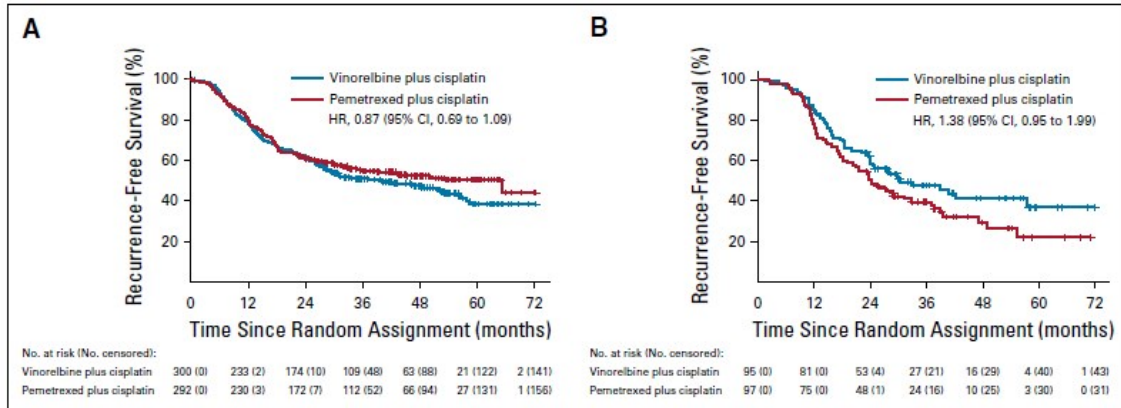 A
Recurrence-Free Survival (%)
100
80
60
40
20
Vinorelbine plus cisplatin
Pemetrexed plus cisplatin
HR, 0.87 (95% CI, 0.69 to 1.09)
0 12 24 36 48 60 72
Time Since Random Assignment (months)
No. at risk (No. censored):
Vinorelbine plus cisplatin 300 (0) 233 (2) 174 (10) 109 (48) 63 (88) 21 (122) 2 (141)
Pemetrexed plus cisplatin 292 (0) 230 (3) 172 (7) 112 (52) 66 (94) 27 (131) 1 (156)
B
Recurrence-Free Survival (%)
100
80
60
40
20
Vinorelbine plus cisplatin
Pemetrexed plus cisplatin
HR, 1.38 (95% CI, 0.95 to 1.99)
0 12 24 36 48 60 72
Time Since Random Assignment (months)
No. at risk (No. censored):
Vinorelbine plus cisplatin 95 (0) 81 (0) 53 (4) 27 (21) 16 (29) 4 (40) 1 (43)
Pemetrexed plus cisplatin 97 (0) 75 (0) 48 (1) 24 (16) 10 (25) 3 (30) 0 (31)